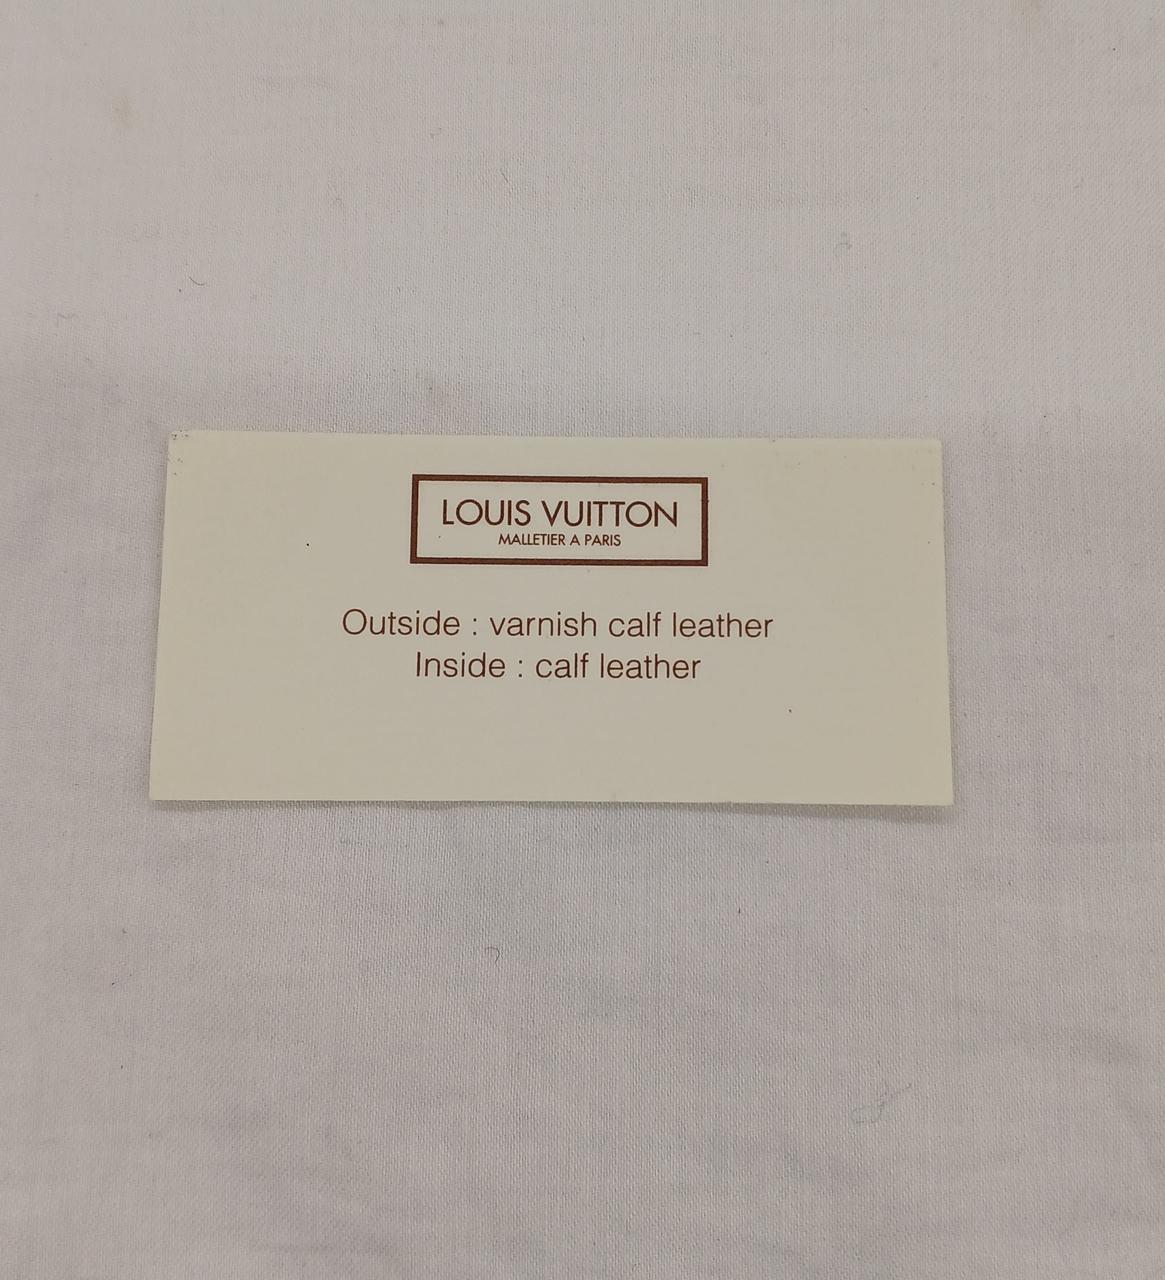 LOUIS VUITTON
MALLETIER A PARIS
Outside : varnish calf leather
Inside : calf leather